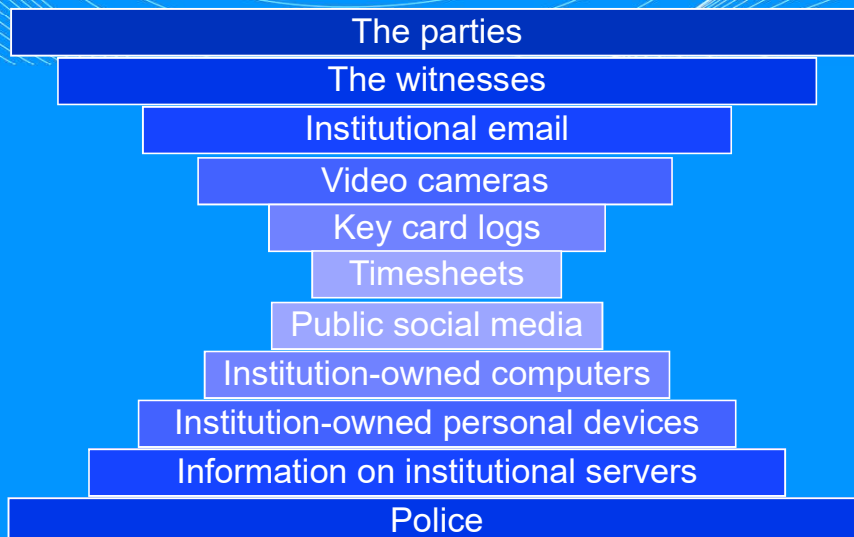 The parties
The witnesses
Institutional email
Video cameras
Key card logs
Timesheets
Public social media
Institution-owned computers
Institution-owned personal devices
Information on institutional servers
Police